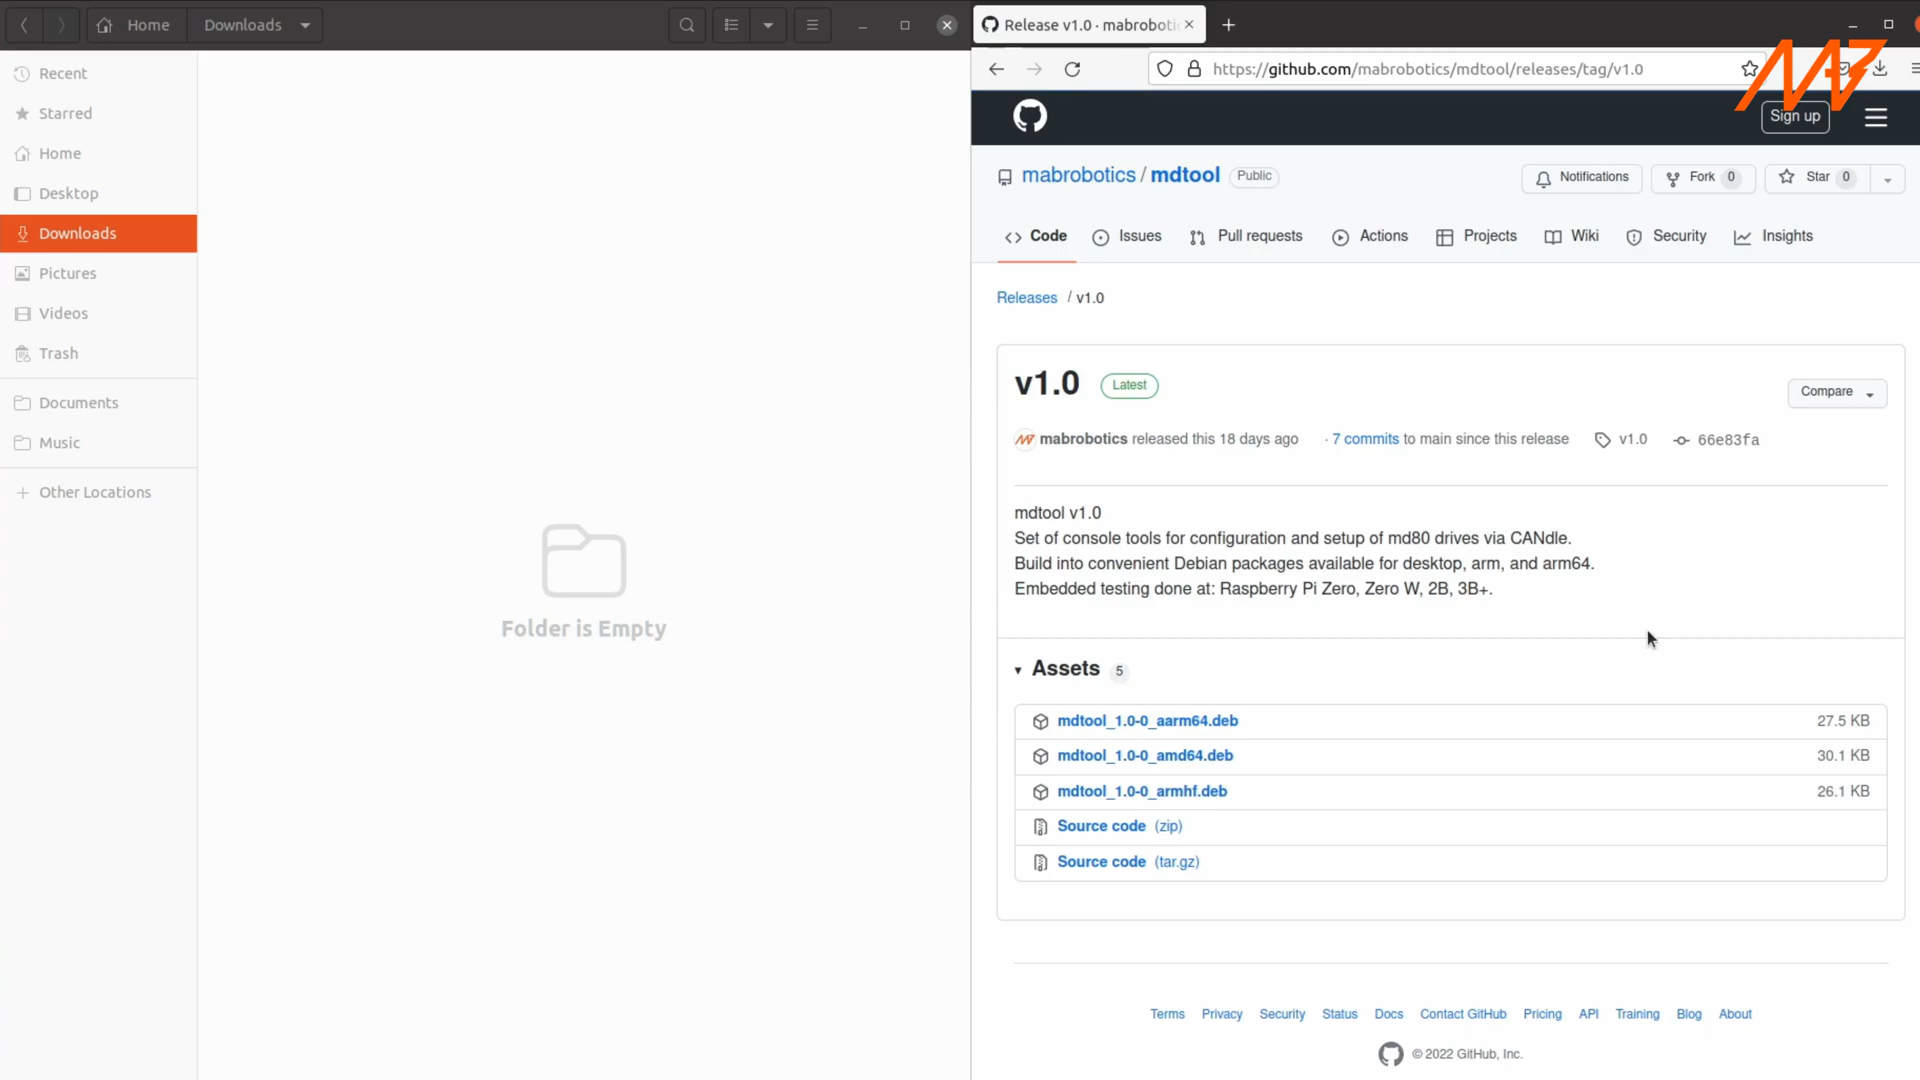 Home
Downloads
Recent
Starred
Home
Desktop
Downloads
Pictures
Videos
Trash
Documents
Music
Other Locations
Folder is Empty
Release v1.0 · mabroboti
https://github.com/mabrobotics/mdtool/releases/tag/v1.0
Sign up
mabrobotics / mdtool Public
Notifications
Fork 0
Star 0
Code
Issues
Pull requests
Actions
Projects
Wiki
Security
Insights
Releases / v1.0
v1.0 Latest
Compare
mabrobotics released this 18 days ago · 7 commits to main since this release v1.0 66e83fa
mdtool v1.0
Set of console tools for configuration and setup of md80 drives via CANdle.
Build into convenient Debian packages available for desktop, arm, and arm64.
Embedded testing done at: Raspberry Pi Zero, Zero W, 2B, 3B+.
Assets 5
mdtool_1.0-0_aarm64.deb 27.5 KB
mdtool_1.0-0_amd64.deb 30.1 KB
mdtool_1.0-0_armhf.deb 26.1 KB
Source code (zip)
Source code (tar.gz)
Terms Privacy Security Status Docs Contact GitHub Pricing API Training Blog About
© 2022 GitHub, Inc.